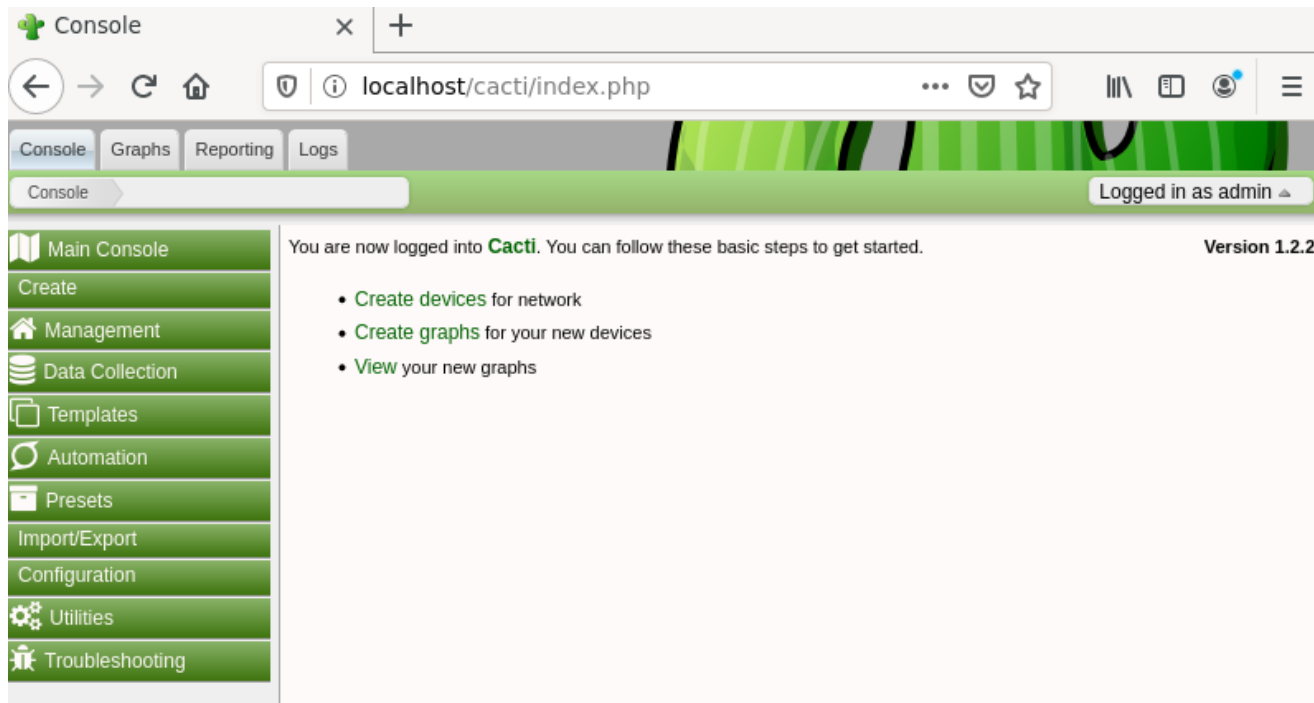 Console
localhost/cacti/index.php
Console Graphs Reporting Logs
Console
Logged in as admin
Main Console
Create
Management
Data Collection
Templates
Automation
Presets
Import/Export
Configuration
Utilities
Troubleshooting
You are now logged into Cacti. You can follow these basic steps to get started.
Version 1.2.2
Create devices for network
Create graphs for your new devices
View your new graphs